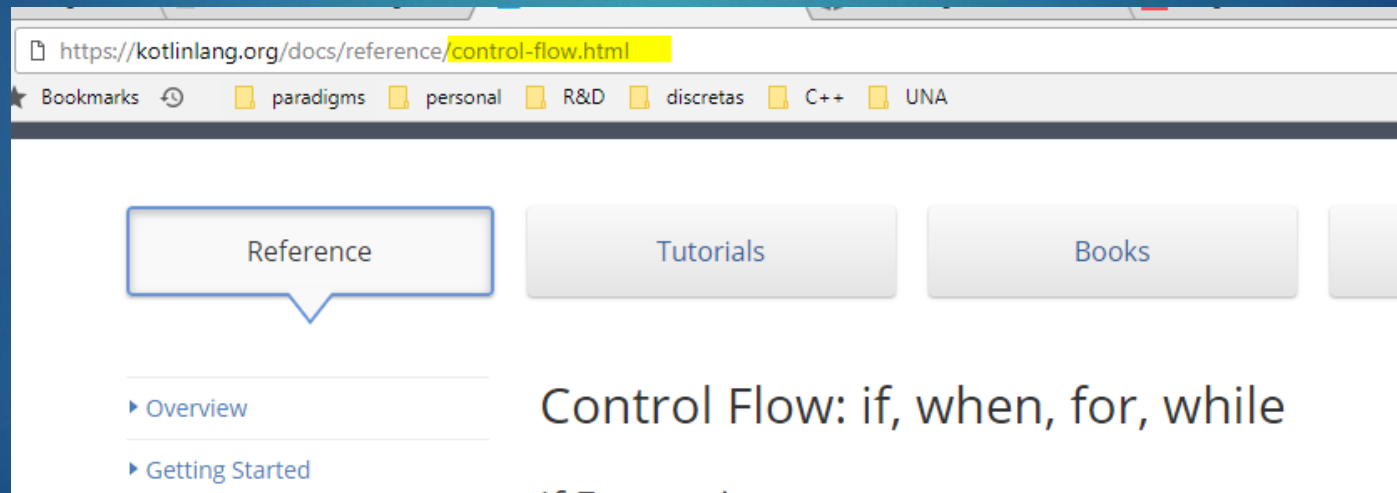 https://kotlinlang.org/docs/reference/control-flow.html
Bookmarks paradigms personal R&D discretas C++ UNA
Reference Tutorials Books
Overview
Control Flow: if, when, for, while
Getting Started